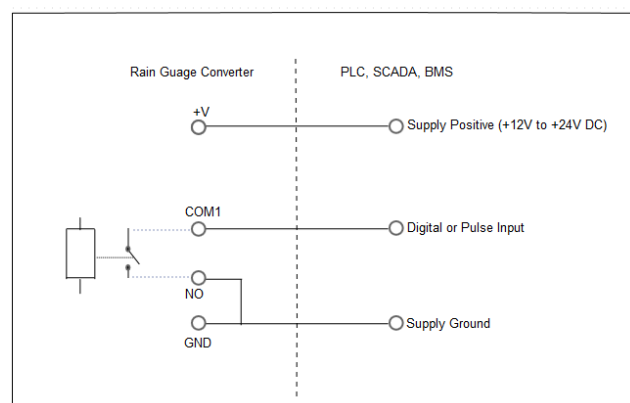 Rain Guage Converter
PLC, SCADA, BMS
+V
Supply Positive (+12V to +24V DC)
COM1
Digital or Pulse Input
NO
Supply Ground
GND